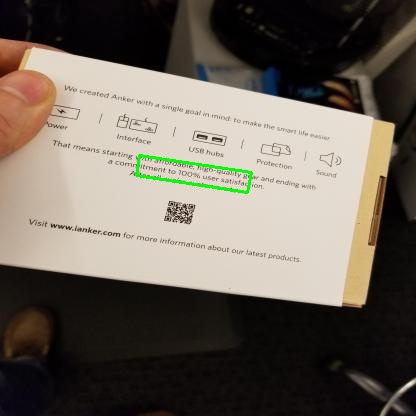 We created Anker with a single goal in mind: to make the smart life easier
Power
Interface
USB hubs
Protection
Sound
That means starting with affordable, high-quality gear and ending with
a commitment to 100% user satisfaction.
Visit www.ianker.com for more information about our latest products.